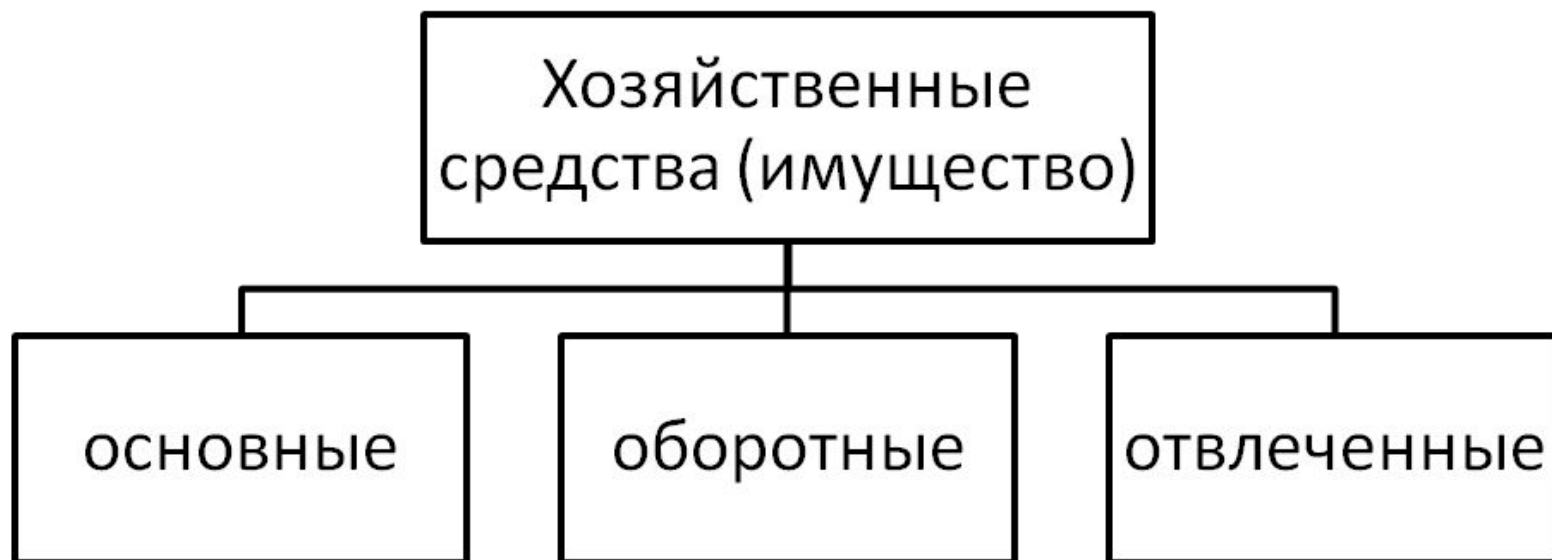 Хозяйственные
средства (имущество)
основные
оборотные
отвлеченные